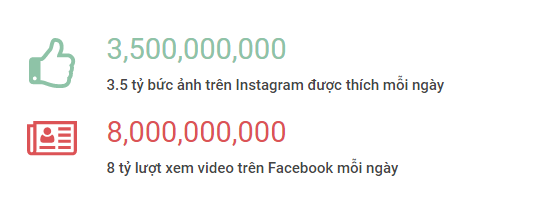 3,500,000,000
3.5 tỷ bức ảnh trên Instagram được thích mỗi ngày
8,000,000,000
8 tỷ lượt xem video trên Facebook mỗi ngày